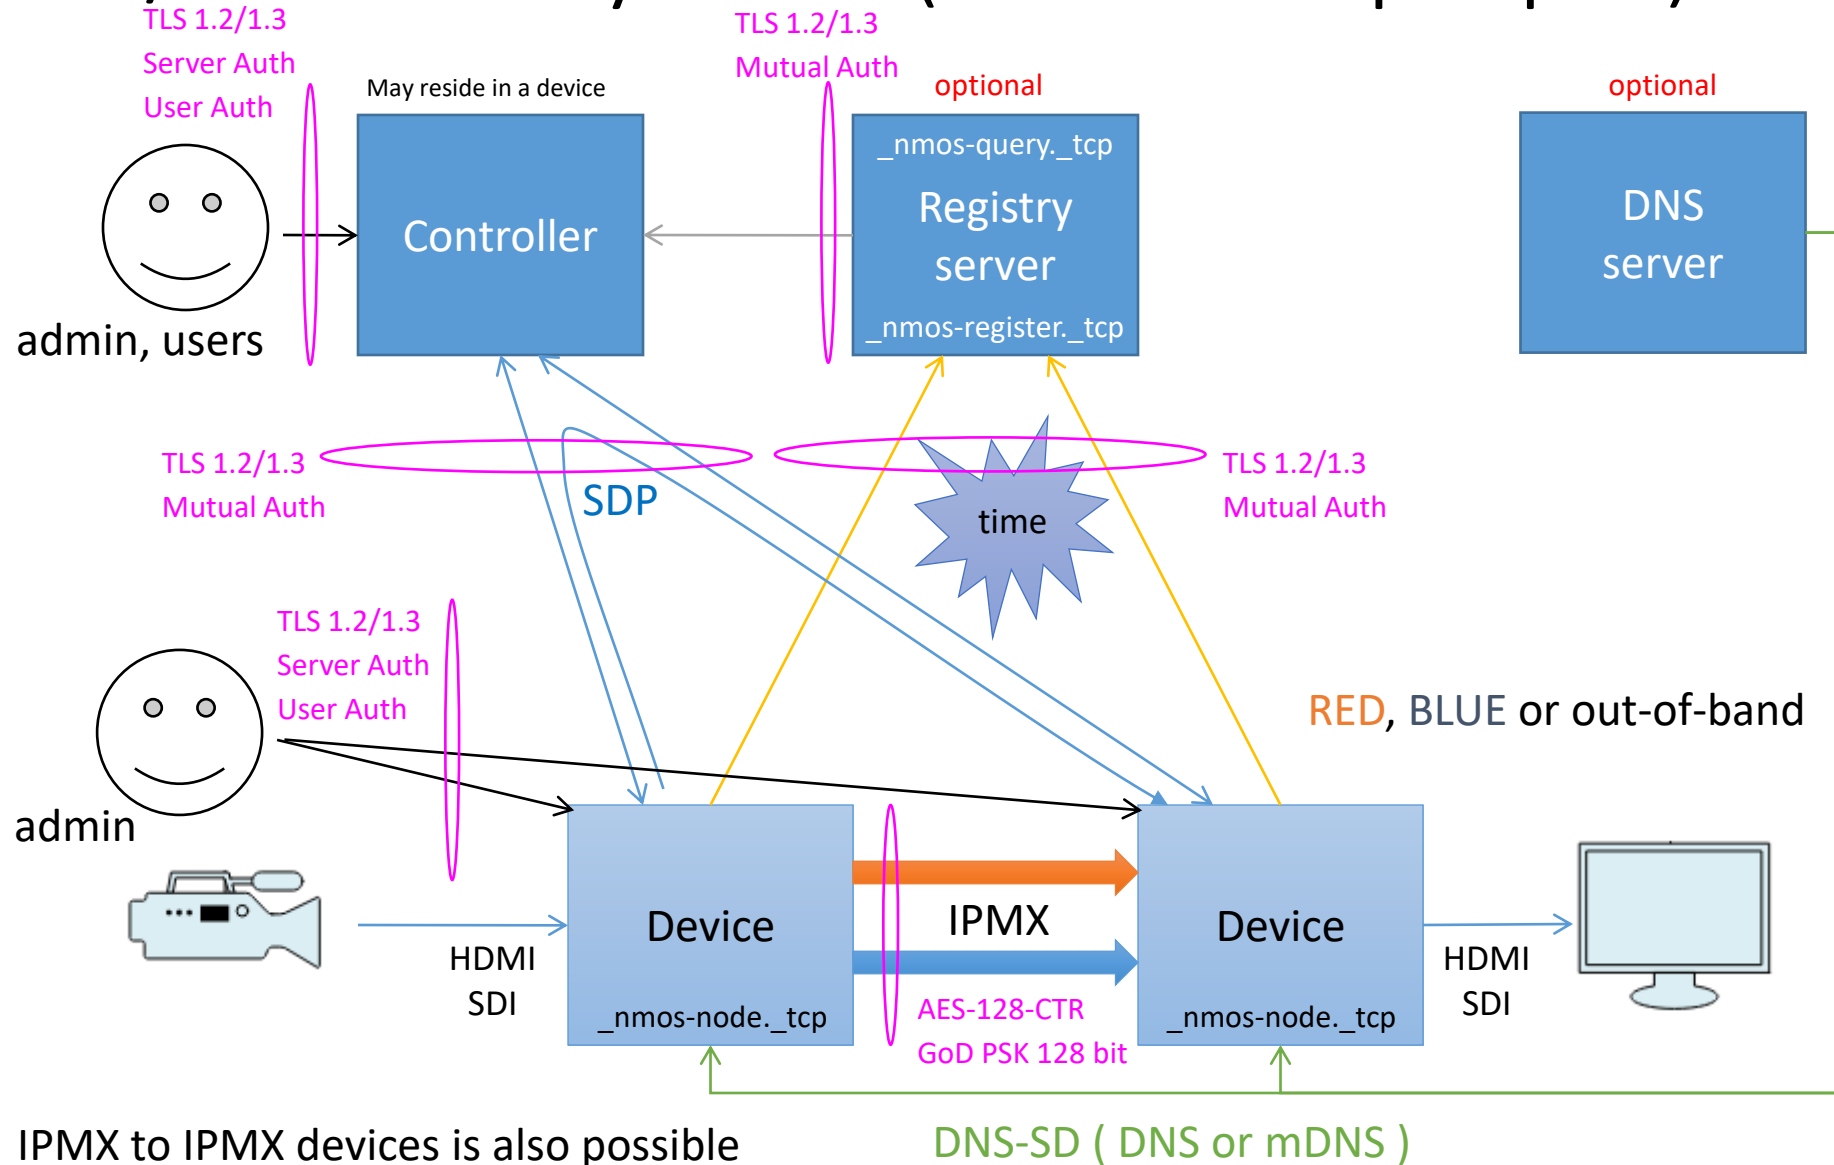 TLS 1.2/1.3
Server Auth
User Auth
TLS 1.2/1.3
Mutual Auth
May reside in a device
optional
optional
_nmos-query._tcp
Registry
server
_nmos-register._tcp
Controller
DNS
server
admin, users
TLS 1.2/1.3
Mutual Auth
SDP
time
TLS 1.2/1.3
Mutual Auth
TLS 1.2/1.3
Server Auth
User Auth
RED, BLUE or out-of-band
admin
HDMI
SDI
Device
_nmos-node._tcp
IPMX
AES-128-CTR
GoD PSK 128 bit
Device
_nmos-node._tcp
HDMI
SDI
IPMX to IPMX devices is also possible
DNS-SD ( DNS or mDNS )